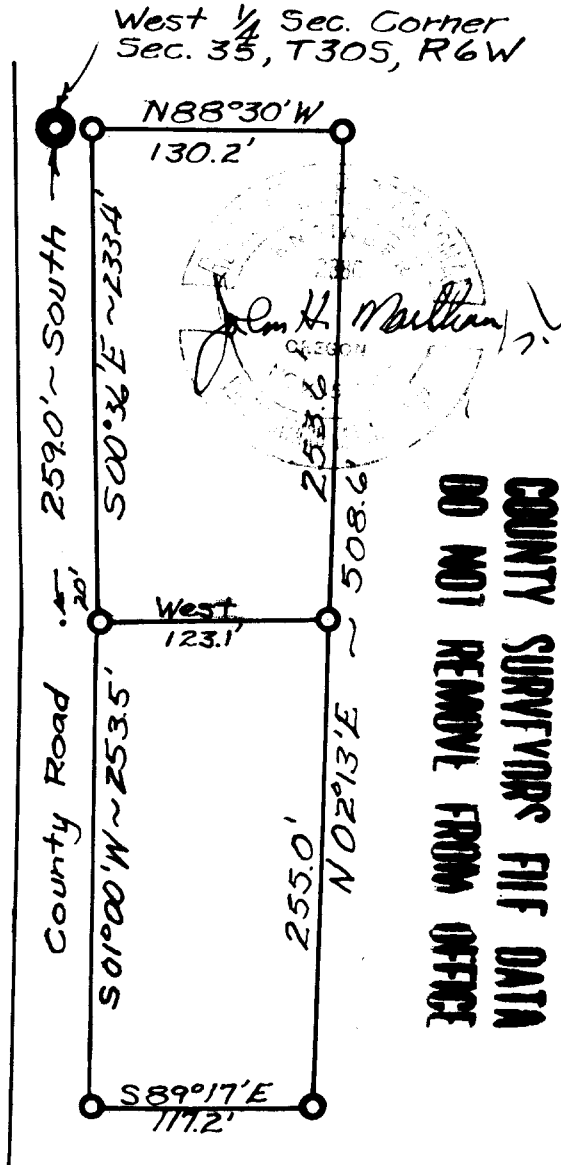 West ¼ Sec. Corner
Sec. 35, T30S, R6W
N88°30'W
130.2'
259.0' ~ South
S00°36'E ~ 233.4'
OREGON
253.6'
508.6' ~ N02°13'E
20'
West
123.1'
County Road
S01°00'W ~ 253.5'
255.0'
S89°17'E
117.2'
COUNTY SURVEYORS FILE DATA
DO NOT REMOVE FROM OFFICE